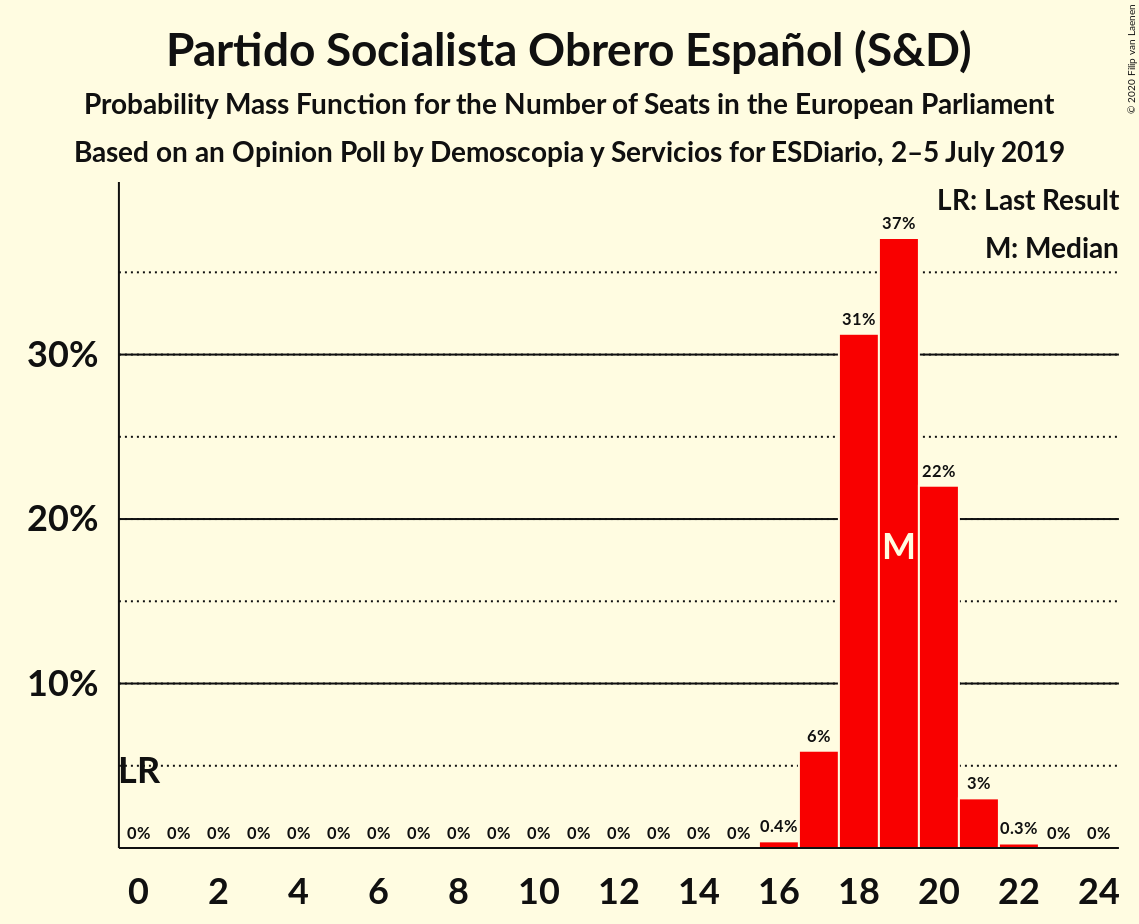 Partido Socialista Obrero Español (S&D)
Probability Mass Function for the Number of Seats in the European Parliament
Based on an Opinion Poll by Demoscopia y Servicios for ESDiario, 2–5 July 2019
© 2020 Filip van Laenen
LR: Last Result
M: Median
37%
31%
30%
22%
20%
M
10%
6%
LR
3%
0% 0% 0% 0% 0% 0% 0% 0% 0% 0% 0% 0% 0% 0% 0% 0% 0.4% 0.3% 0% 0%
0 2 4 6 8 10 12 14 16 18 20 22 24